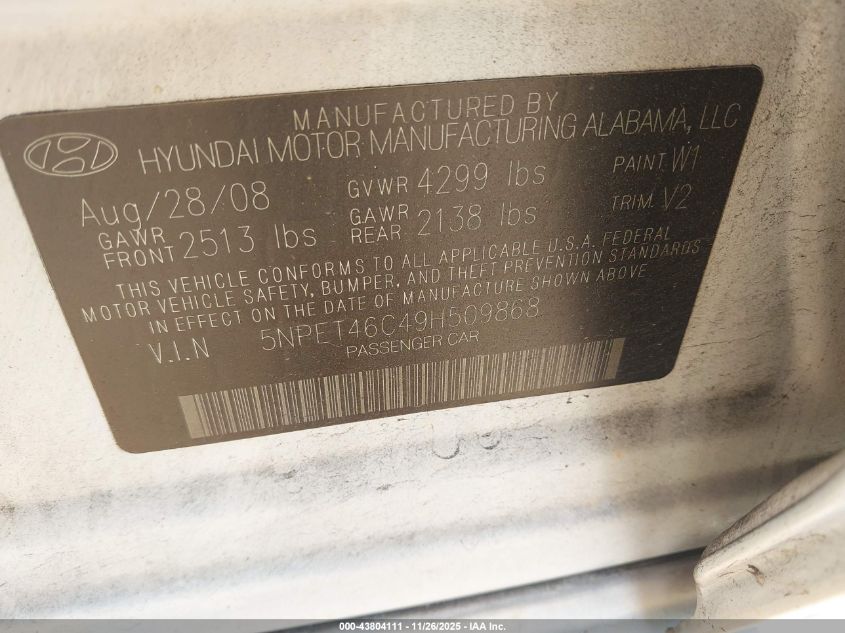 MANUFACTURED BY
HYUNDAI MOTOR MANUFACTURING ALABAMA, LLC
Aug/28/08 GVWR 4299 lbs PAINT W1
GAWR FRONT 2513 lbs GAWR REAR 2138 lbs TRIM V2
THIS VEHICLE CONFORMS TO ALL APPLICABLE U.S.A. FEDERAL
MOTOR VEHICLE SAFETY, BUMPER, AND THEFT PREVENTION STANDARDS
IN EFFECT ON THE DATE OF MANUFACTURE SHOWN ABOVE
V.I.N 5NPET46C49H509868
PASSENGER CAR
000-43804111 - 11/26/2025 - IAA Inc.